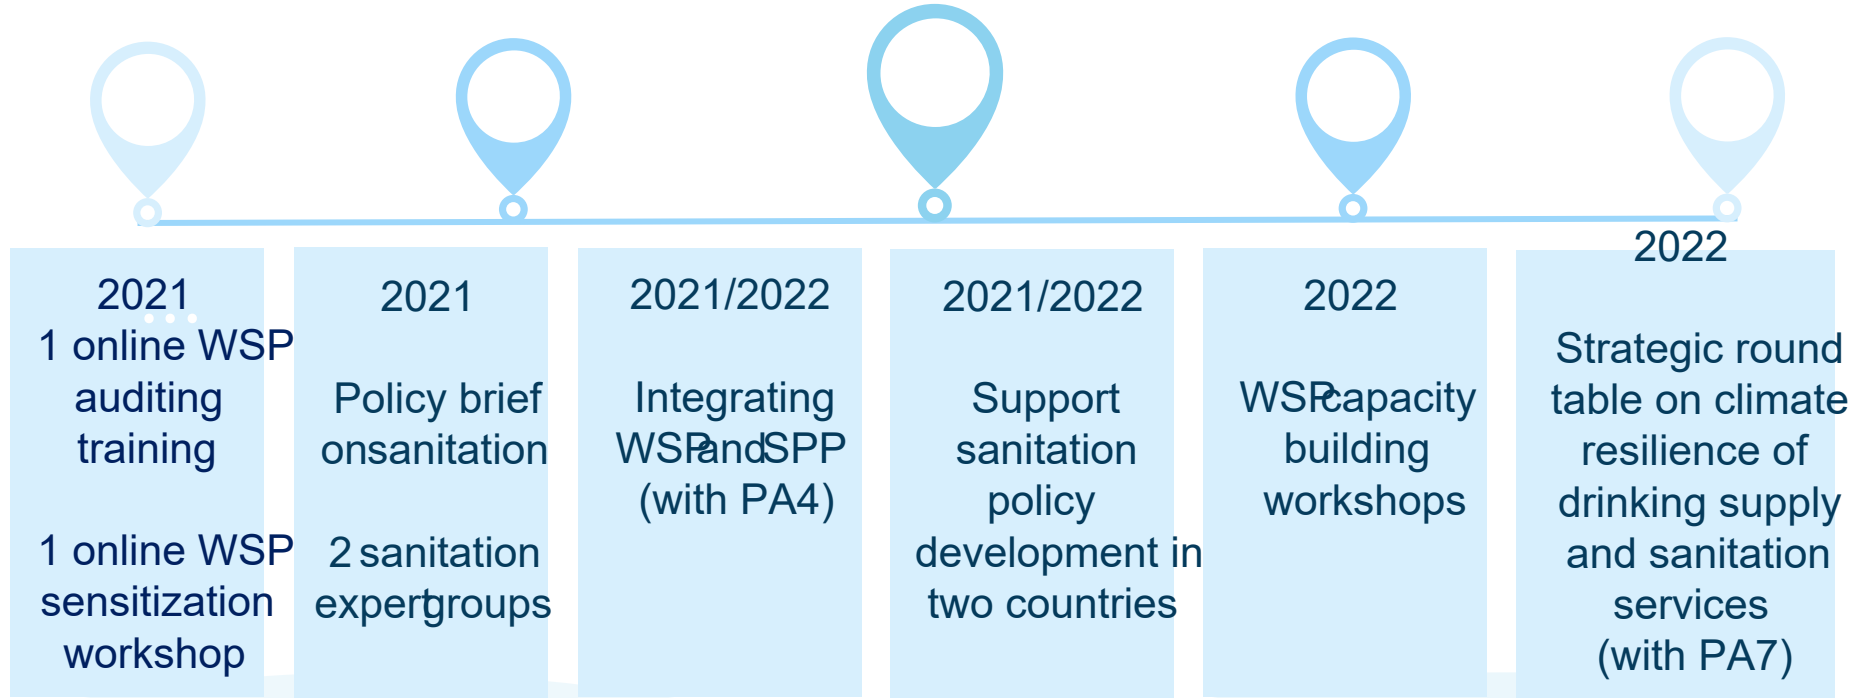 2021
1 online WSP
auditing
training
1 online WSP
sensitization
workshop
2021
Policy brief
onsanitation
2 sanitation
expertgroups
2021/2022
Integrating
WSPandSPP
(with PA4)
2021/2022
Support
sanitation
policy
development in
two countries
2022
WSPcapacity
building
workshops
2022
Strategic round
table on climate
resilience of
drinking supply
and sanitation
services
(with PA7)